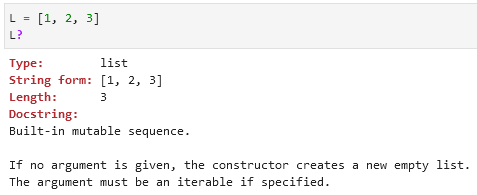 L = [1, 2, 3]
L?
Type:        list
String form: [1, 2, 3]
Length:      3
Docstring:
Built-in mutable sequence.

If no argument is given, the constructor creates a new empty list.
The argument must be an iterable if specified.